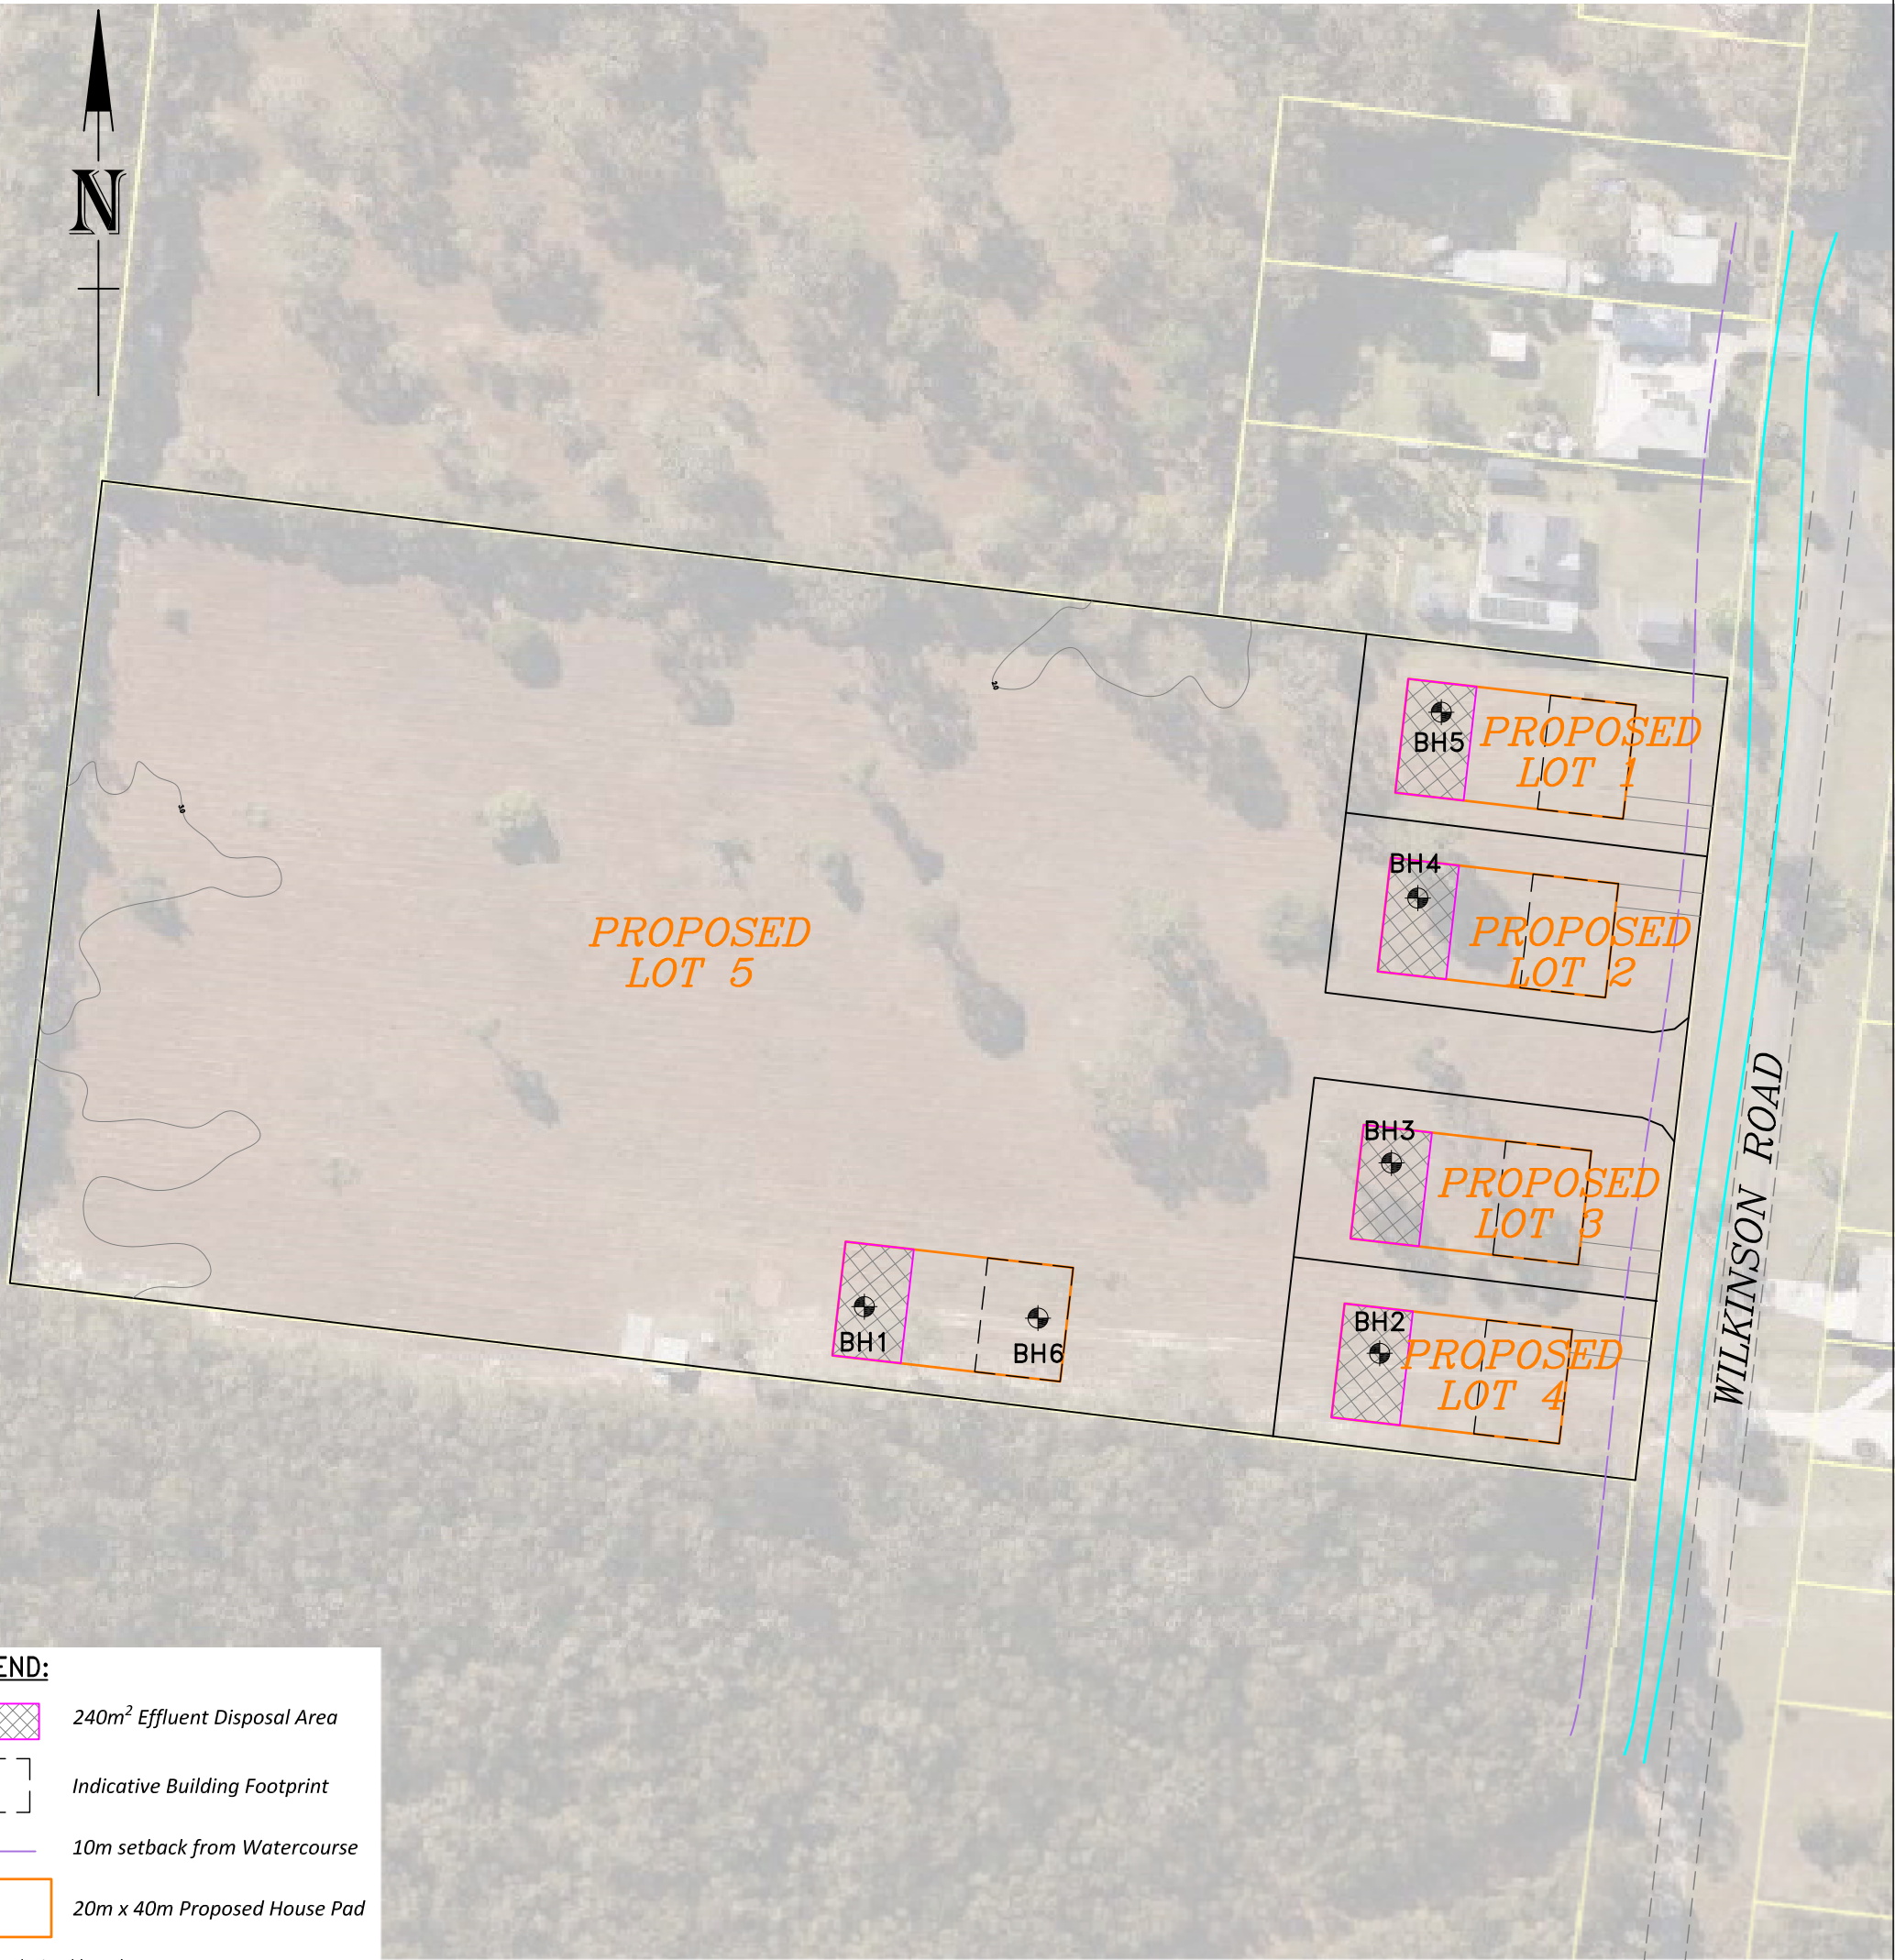 N
BH5
PROPOSED
LOT 1
BH4
PROPOSED
LOT 2
PROPOSED
LOT 5
BH3
PROPOSED
LOT 3
WILKINSON ROAD
BH1
BH6
BH2
PROPOSED
LOT 4
END:
240m² Effluent Disposal Area
Indicative Building Footprint
10m setback from Watercourse
20m x 40m Proposed House Pad